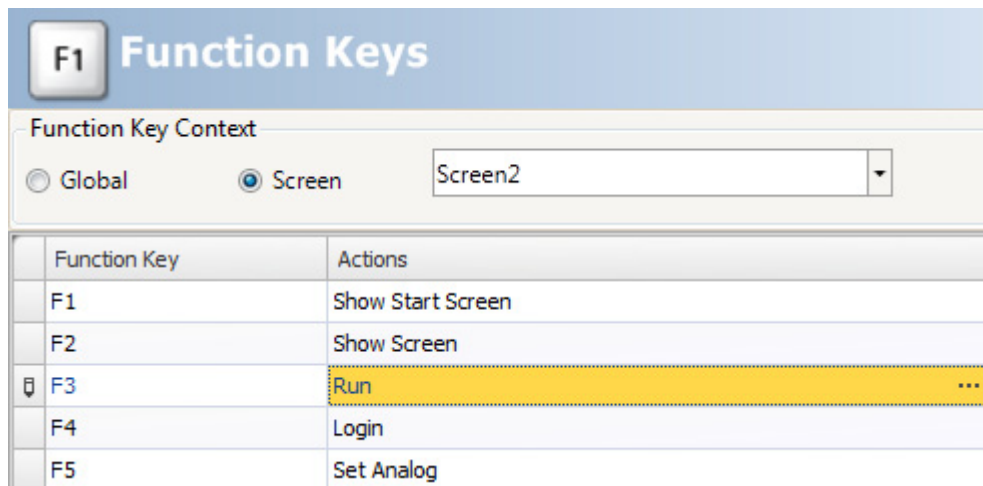 F1 Function Keys
Function Key Context
Global Screen Screen2
Function Key Actions
F1 Show Start Screen
F2 Show Screen
F3 Run ...
F4 Login
F5 Set Analog